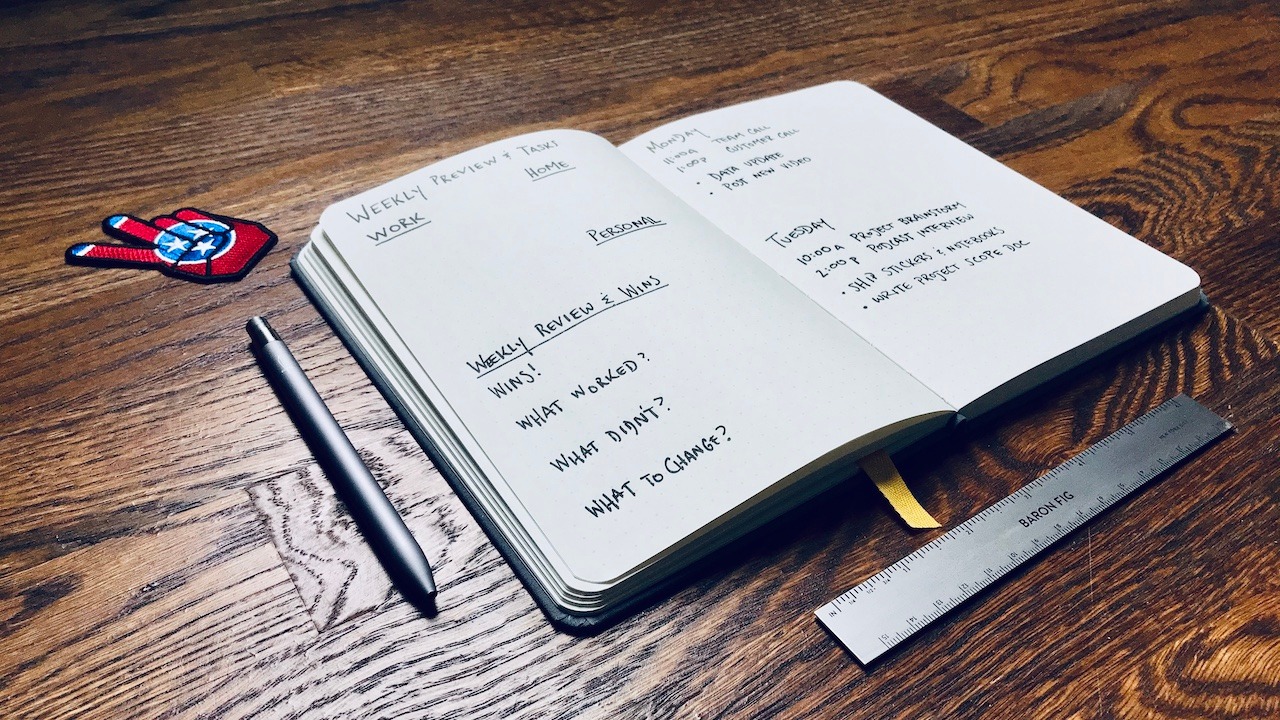 WEEKLY PREVIEW & TASKS
WORK
HOME
PERSONAL
WEEKLY REVIEW & WINS
WINS!
WHAT WORKED?
WHAT DIDN'T?
WHAT TO CHANGE?
MONDAY
11:00A TEAM CALL
1:00P CUSTOMER CALL
• DATA UPDATE
• POST NEW VIDEO
TUESDAY
10:00A PROJECT BRAINSTORM
2:00P PODCAST INTERVIEW
• SHIP STICKERS & NOTEBOOKS
• WRITE PROJECT SCOPE DOC
IN
BARON FIG